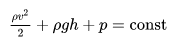 ρv²/2 + ρgh + p = const